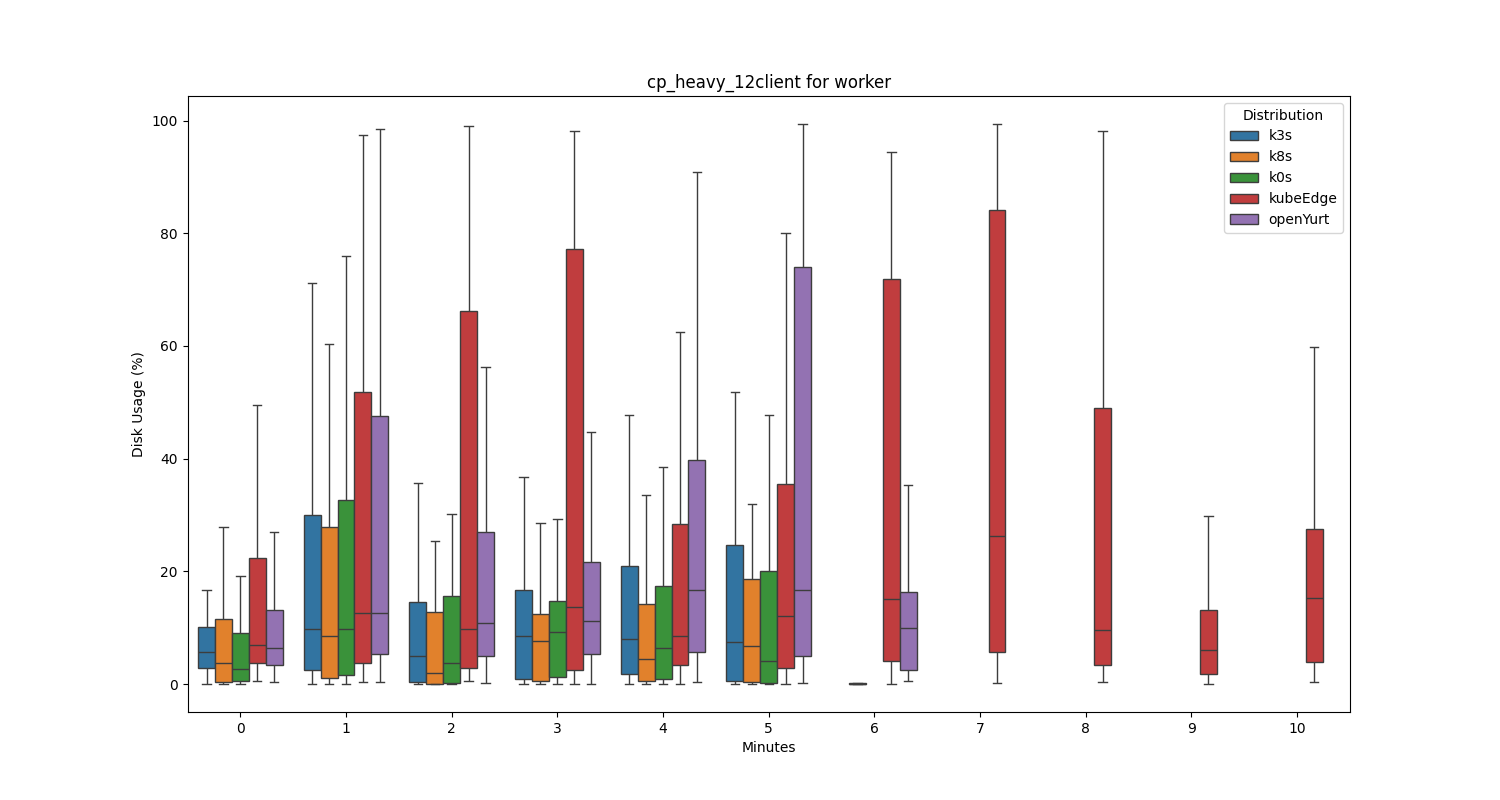 cp_heavy_12client for worker
Distribution
k3s
k8s
k0s
kubeEdge
openYurt
Disk Usage (%)
100
80
60
40
20
0
0 1 2 3 4 5 6 7 8 9 10
Minutes